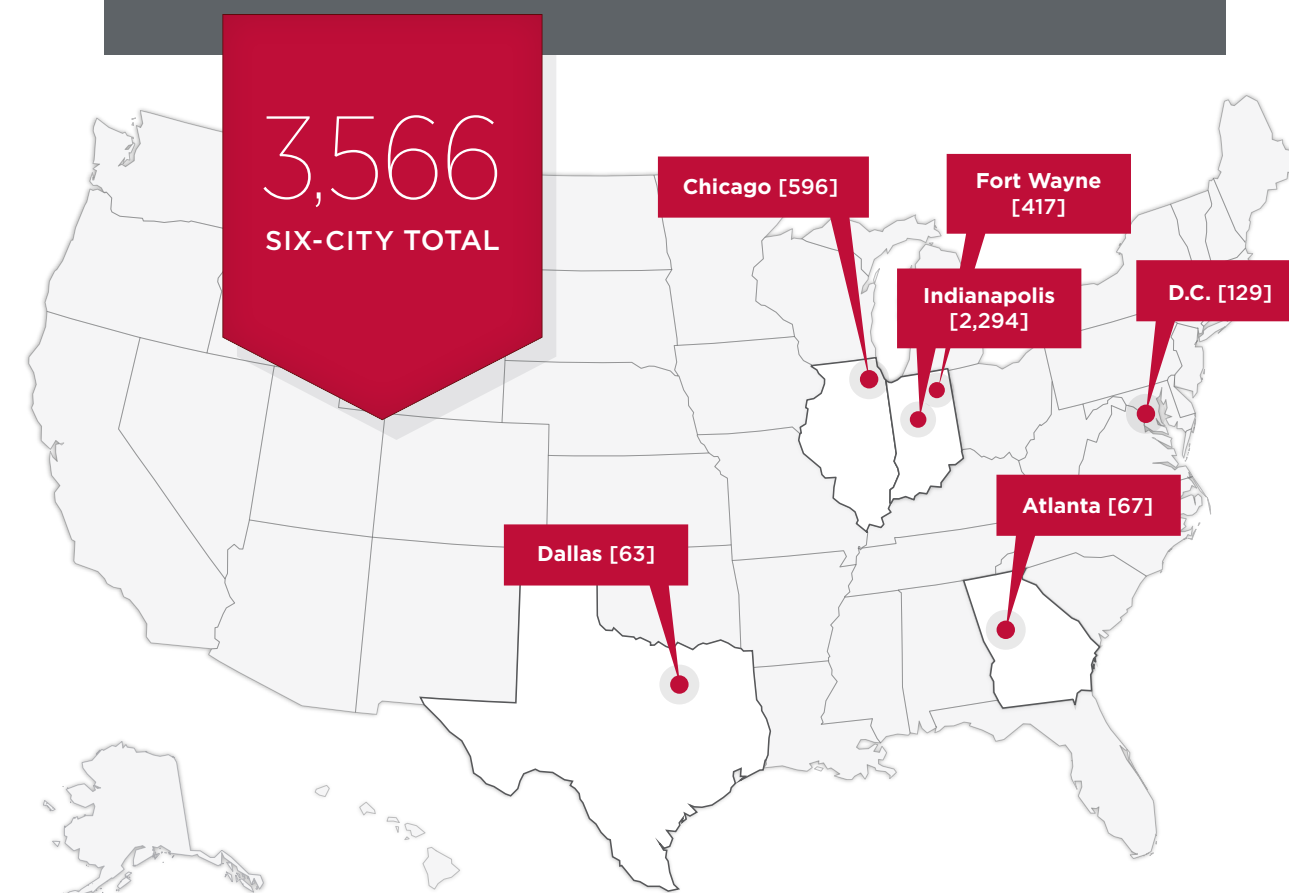 3,566
SIX-CITY TOTAL
Chicago [596]
Fort Wayne
[417]
Indianapolis
[2,294]
D.C. [129]
Atlanta [67]
Dallas [63]